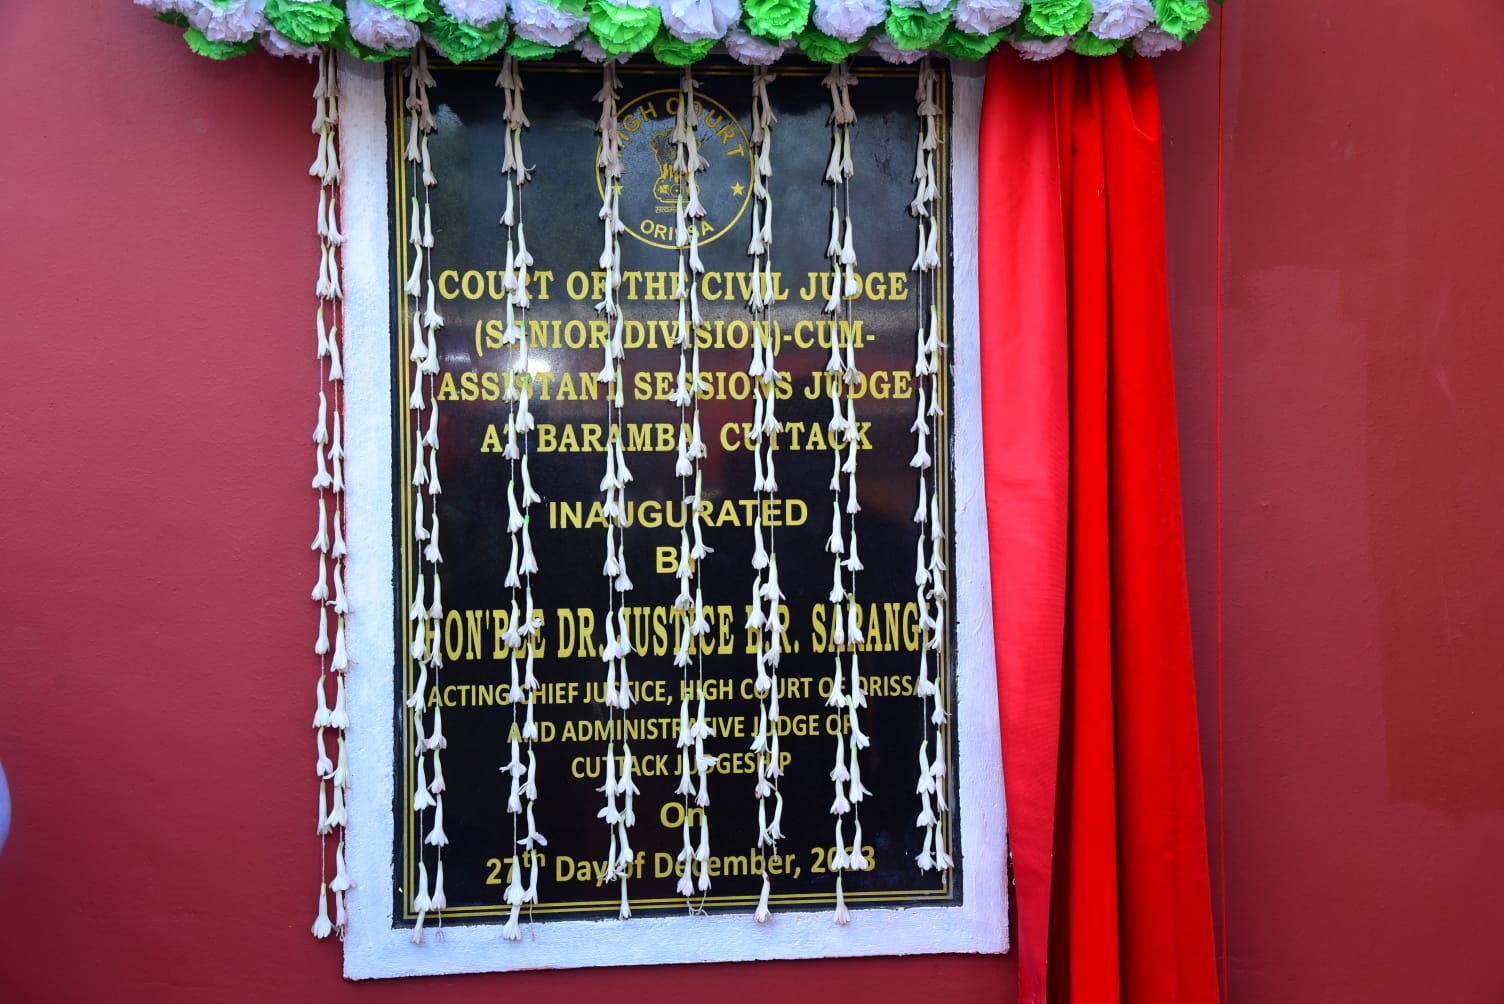 HIGH COURT
ORISSA
COURT OF THE CIVIL JUDGE
(SENIOR DIVISION)-CUM-
ASSISTANT SESSIONS JUDGE
AT BARAMBA, CUTTACK
INAUGURATED
BY
HON'BLE DR. JUSTICE B.R. SARANGI
ACTING CHIEF JUSTICE, HIGH COURT OF ORISSA
AND ADMINISTRATIVE JUDGE OF
CUTTACK JUDGESHIP
On
27th Day of December, 2023